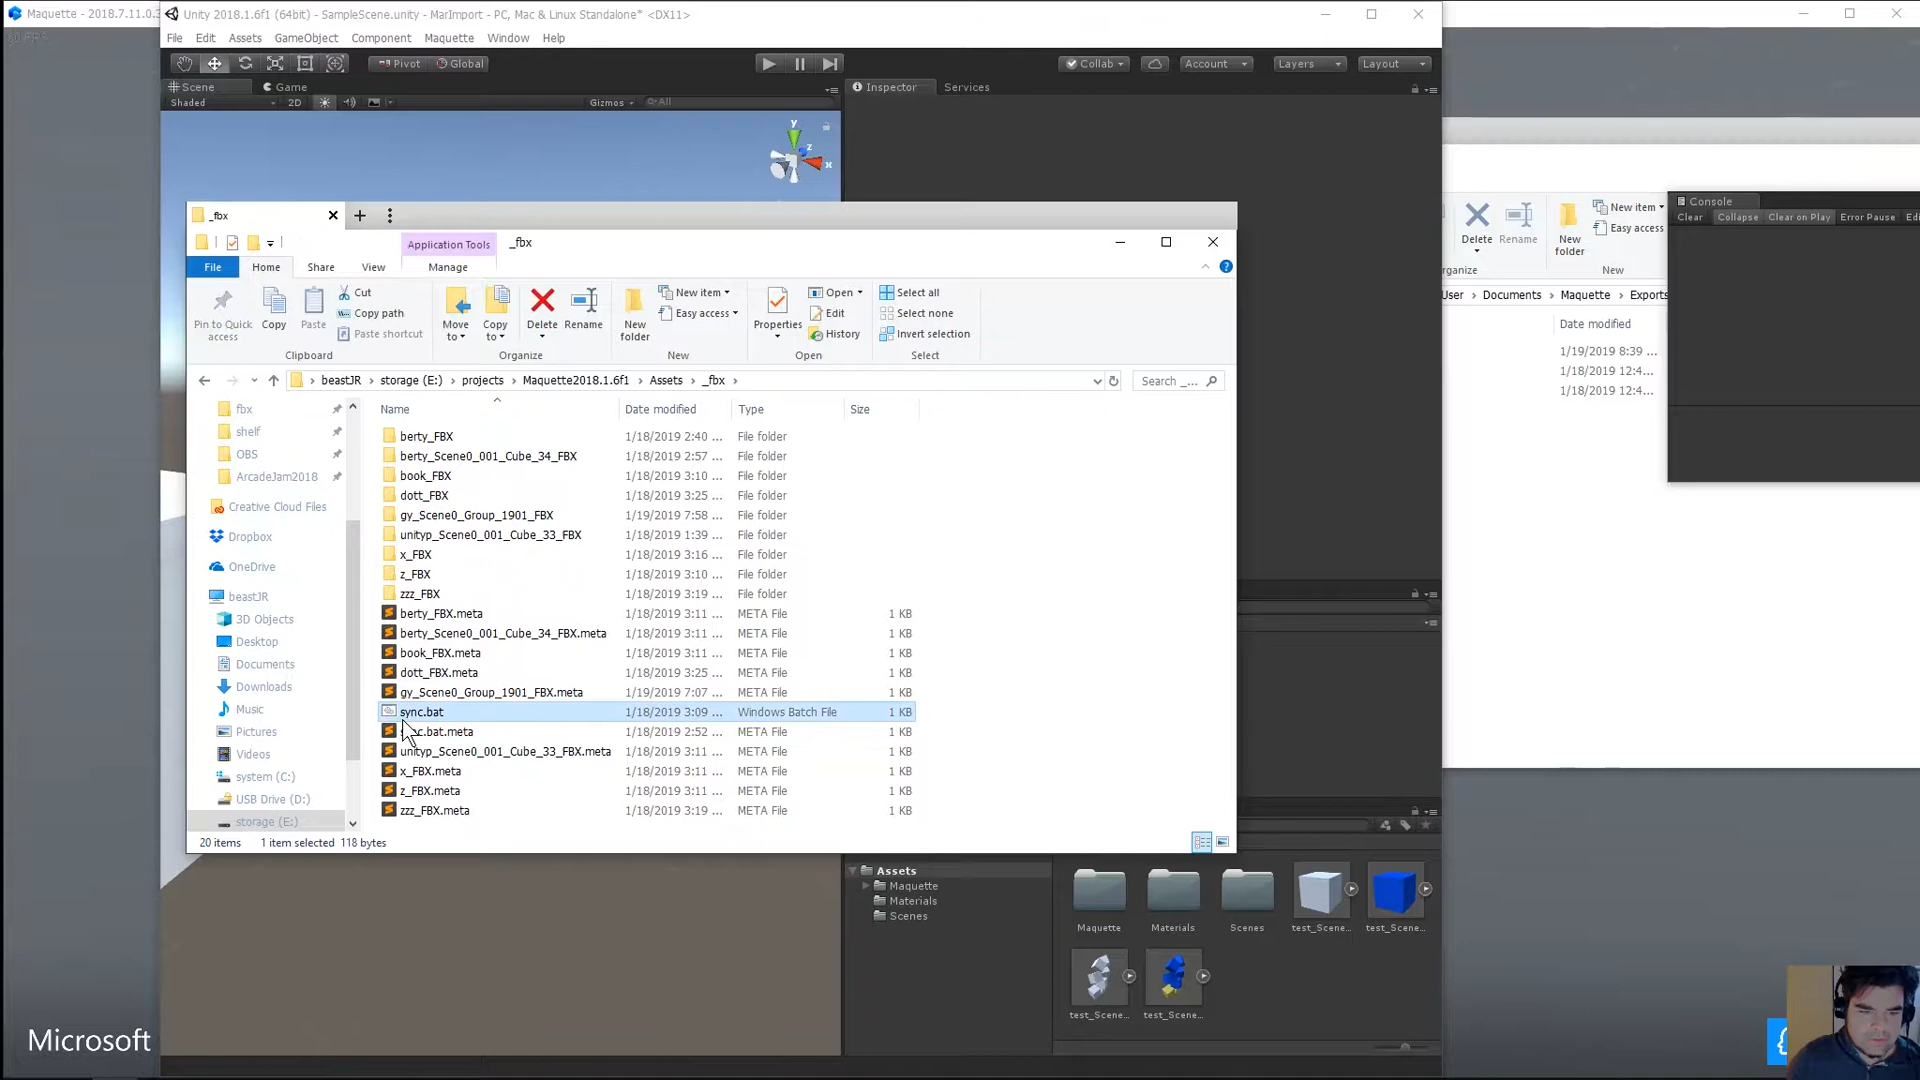 Maquette - 2018.7.11.0.3
Unity 2018.1.6f1 (64bit) - SampleScene.unity - MarImport - PC, Mac & Linux Standalone* <DX11>
File Edit Assets GameObject Component Maquette Window Help
Pivot Global
Collab Account Layers Layout
Scene Game
Inspector Services
Shaded 2D Gizmos All
y
z
x
_fbx
Application Tools
_fbx
File Home Share View Manage
Pin to Quick access
Copy
Paste
Cut
Copy path
Paste shortcut
Clipboard
Move to
Copy to
Delete
Rename
Organize
New folder
New item
Easy access
New
Properties
Open
Edit
History
Open
Select all
Select none
Invert selection
Select
beastJR storage (E:) projects Maquette2018.1.6f1 Assets _fbx
Search _...
Name Date modified Type Size
fbx
shelf
OBS
ArcadeJam2018
Creative Cloud Files
Dropbox
OneDrive
beastJR
3D Objects
Desktop
Documents
Downloads
Music
Pictures
Videos
system (C:)
USB Drive (D:)
storage (E:)
berty_FBX 1/18/2019 2:40 ... File folder
berty_Scene0_001_Cube_34_FBX 1/18/2019 2:57 ... File folder
book_FBX 1/18/2019 3:10 ... File folder
dott_FBX 1/18/2019 3:25 ... File folder
gy_Scene0_Group_1901_FBX 1/19/2019 7:58 ... File folder
unityp_Scene0_001_Cube_33_FBX 1/18/2019 1:39 ... File folder
x_FBX 1/18/2019 3:16 ... File folder
z_FBX 1/18/2019 3:10 ... File folder
zzz_FBX 1/18/2019 3:19 ... File folder
berty_FBX.meta 1/18/2019 3:11 ... META File 1 KB
berty_Scene0_001_Cube_34_FBX.meta 1/18/2019 3:11 ... META File 1 KB
book_FBX.meta 1/18/2019 3:11 ... META File 1 KB
dott_FBX.meta 1/18/2019 3:25 ... META File 1 KB
gy_Scene0_Group_1901_FBX.meta 1/19/2019 7:07 ... META File 1 KB
sync.bat 1/18/2019 3:09 ... Windows Batch File 1 KB
c.bat.meta 1/18/2019 2:52 ... META File 1 KB
unityp_Scene0_001_Cube_33_FBX.meta 1/18/2019 3:11 ... META File 1 KB
x_FBX.meta 1/18/2019 3:11 ... META File 1 KB
z_FBX.meta 1/18/2019 3:11 ... META File 1 KB
zzz_FBX.meta 1/18/2019 3:19 ... META File 1 KB
20 items 1 item selected 118 bytes
Delete
Rename
New folder
New item
Easy access
ganize
New
User Documents Maquette Exports
Date modified
1/19/2019 8:39 ...
1/18/2019 12:4...
1/18/2019 12:4...
Console
Clear Collapse Clear on Play Error Pause Edi
Assets
Maquette
Materials
Scenes
Maquette Materials Scenes test_Scene... test_Scene...
test_Scene... test_Scene...
Microsoft